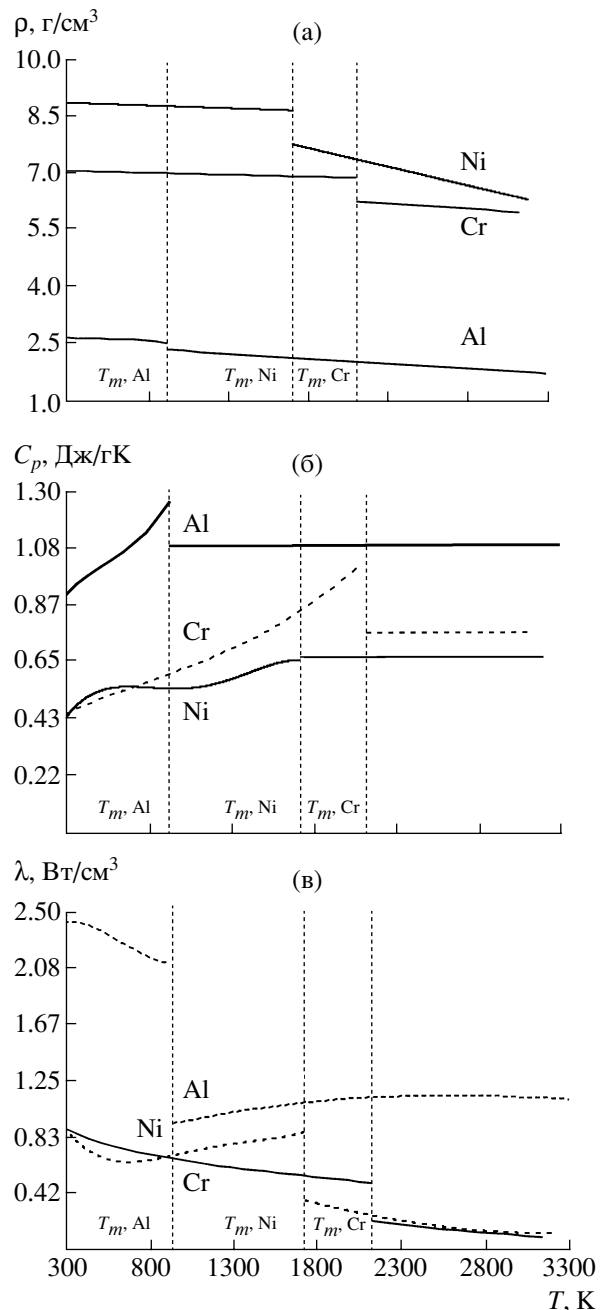 ρ, г/см³
(а)
10.0
8.5
7.0
5.5
4.0
2.5
1.0
Ni
Cr
Al
T_m, Al
T_m, Ni
T_m, Cr
C_p, Дж/гK
(б)
1.30
1.08
0.87
0.65
0.43
0.22
Al
Cr
Ni
T_m, Al
T_m, Ni
T_m, Cr
λ, Вт/см³
(в)
2.50
2.08
1.67
1.25
0.83
0.42
Al
Ni
Cr
T_m, Al
T_m, Ni
T_m, Cr
300 800 1300 1800 2300 2800 3300
T, K